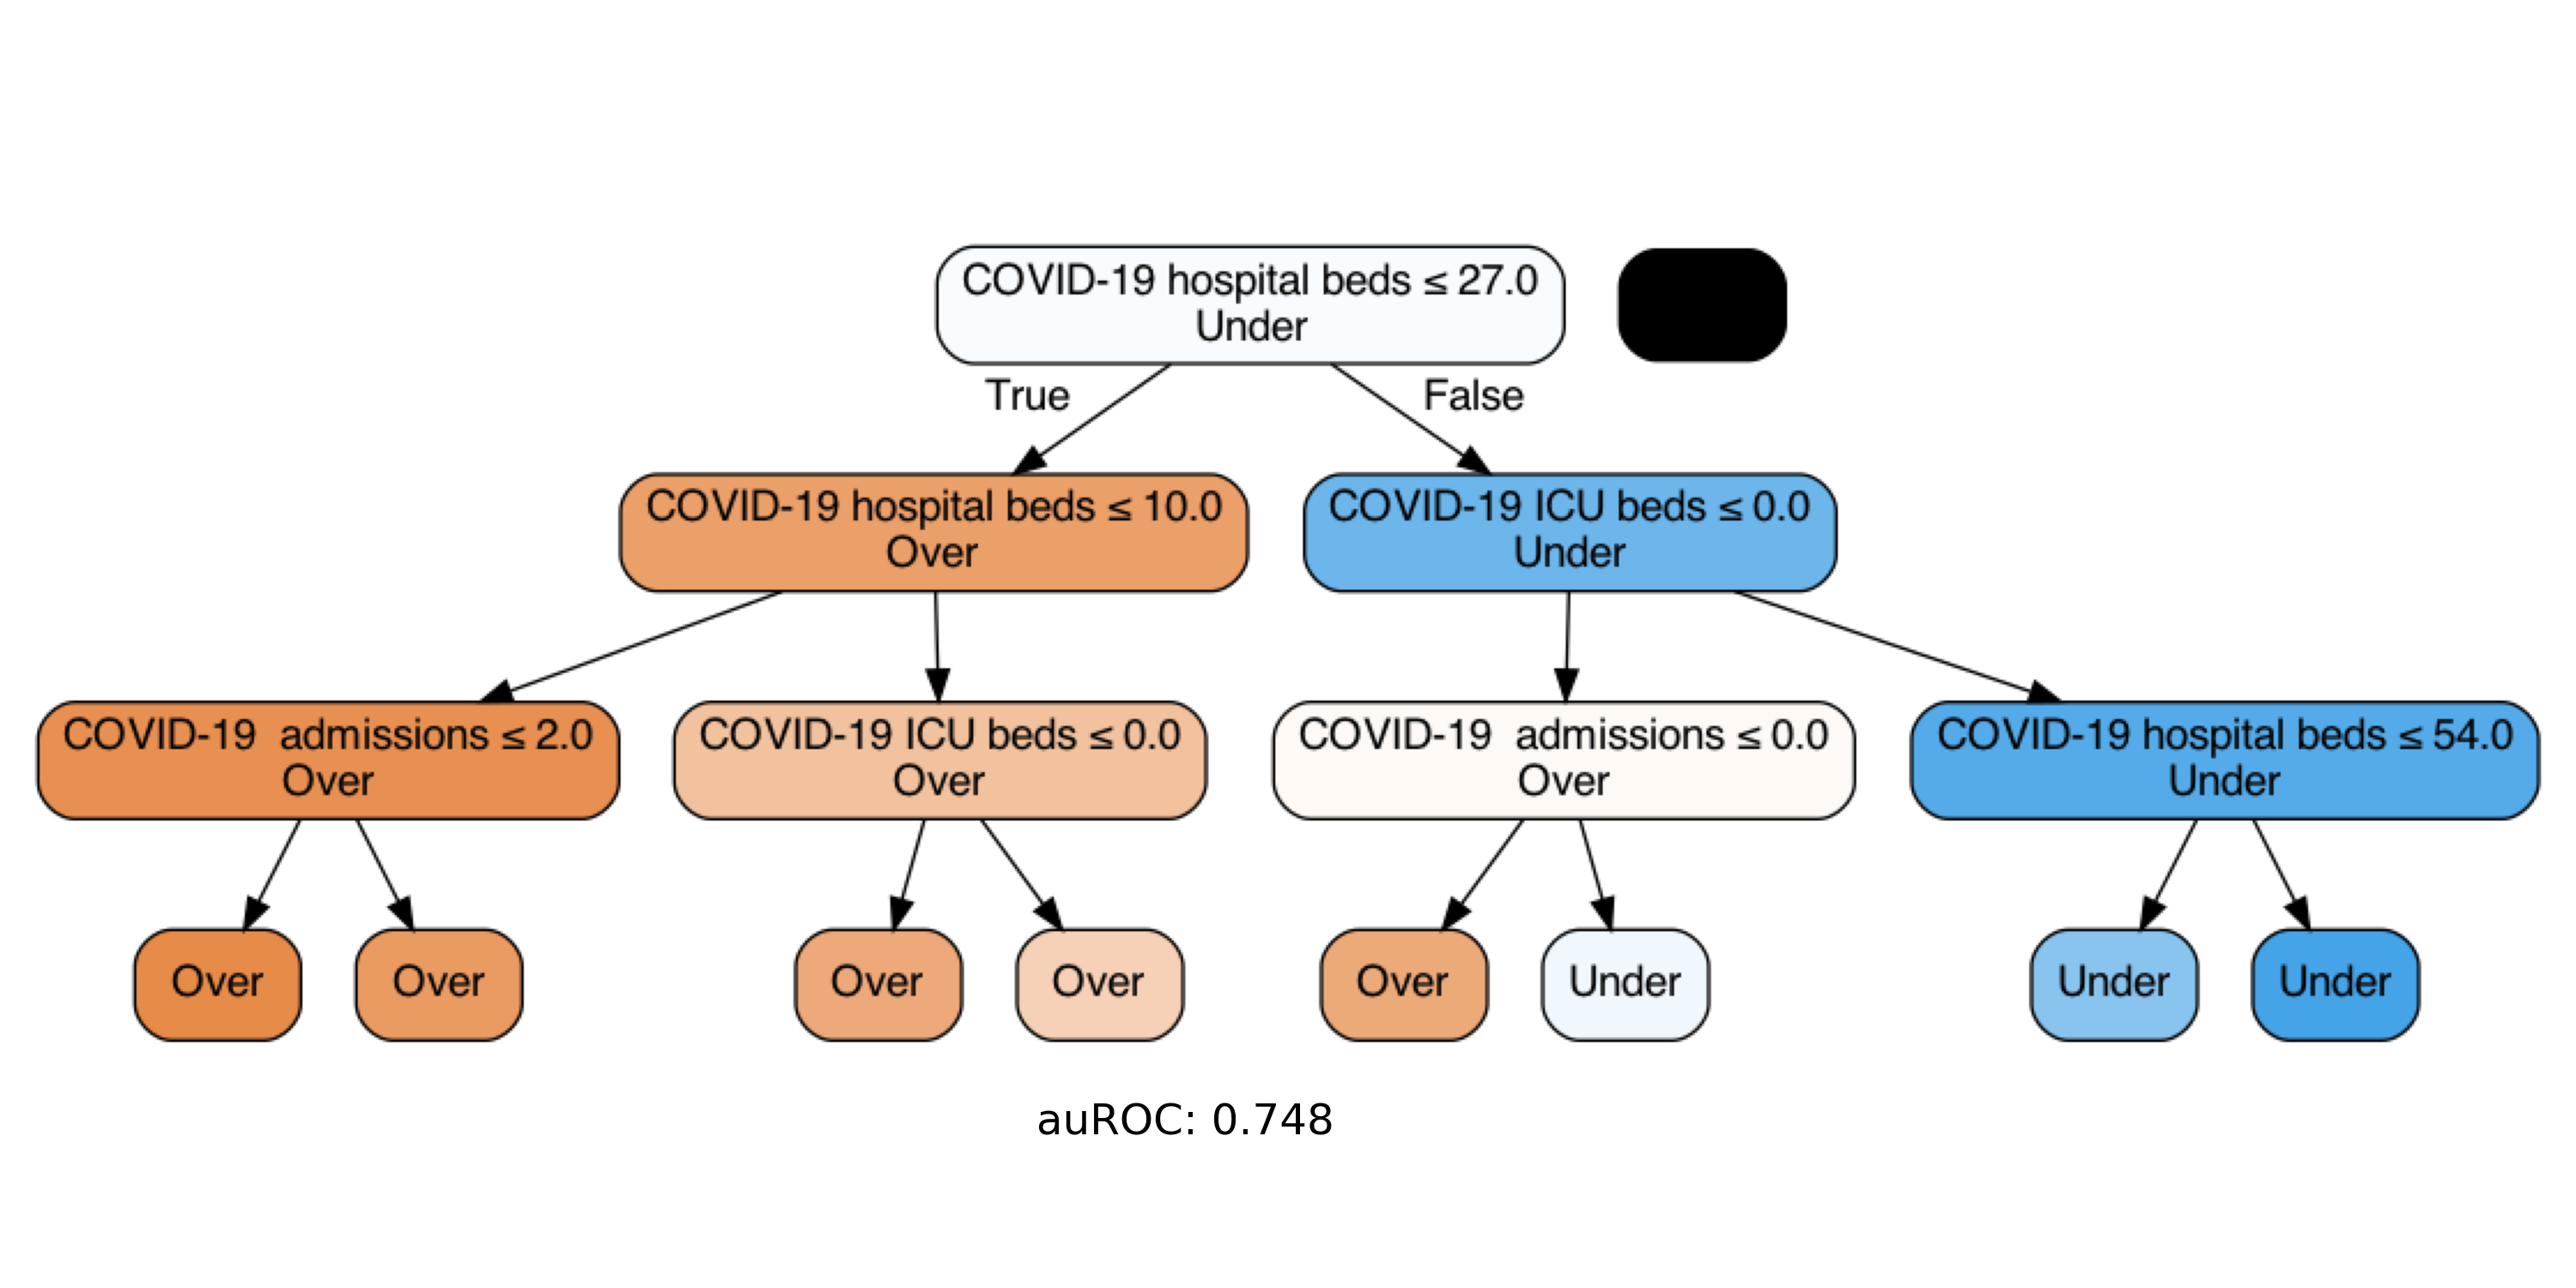 COVID-19 hospital beds ≤ 27.0
Under
True
False
COVID-19 hospital beds ≤ 10.0
Over
COVID-19 ICU beds ≤ 0.0
Under
COVID-19  admissions ≤ 2.0
Over
COVID-19 ICU beds ≤ 0.0
Over
COVID-19  admissions ≤ 0.0
Over
COVID-19 hospital beds ≤ 54.0
Under
Over
Over
Over
Over
Over
Under
Under
Under
auROC: 0.748